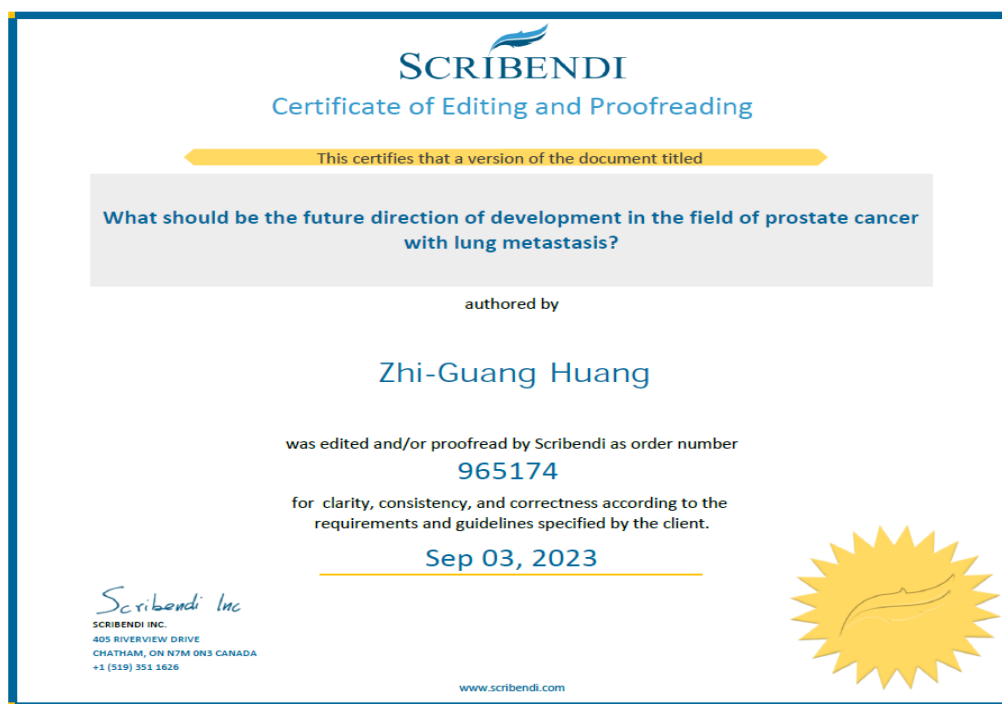 SCRIBENDI
Certificate of Editing and Proofreading
This certifies that a version of the document titled
What should be the future direction of development in the field of prostate cancer
with lung metastasis?
authored by
Zhi-Guang Huang
was edited and/or proofread by Scribendi as order number
965174
for clarity, consistency, and correctness according to the
requirements and guidelines specified by the client.
Sep 03, 2023
Scribendi Inc
SCRIBENDI INC.
405 RIVERVIEW DRIVE
CHATHAM, ON N7M 0N3 CANADA
+1 (519) 351 1626
www.scribendi.com